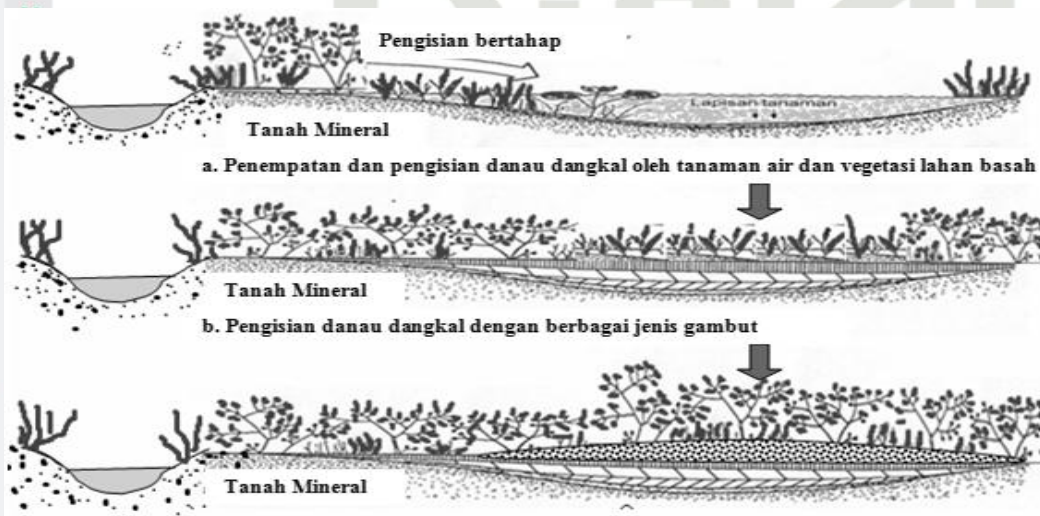 Pengisian bertahap
Lapisan tanaman
Tanah Mineral
a. Penempatan dan pengisian danau dangkal oleh tanaman air dan vegetasi lahan basah
Tanah Mineral
b. Pengisian danau dangkal dengan berbagai jenis gambut
Tanah Mineral